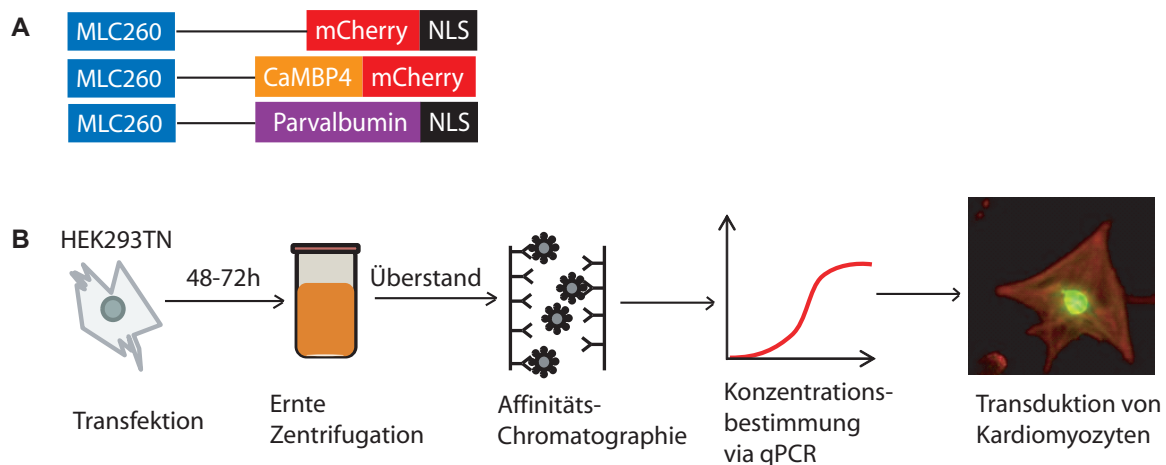 A
MLC260 mCherry NLS
MLC260 CaMBP4 mCherry
MLC260 Parvalbumin NLS
B
HEK293TN
48-72h
Überstand
Transfektion
Ernte
Zentrifugation
Affinitäts-
Chromatographie
Konzentrations-
bestimmung
via qPCR
Transduktion von
Kardiomyozyten